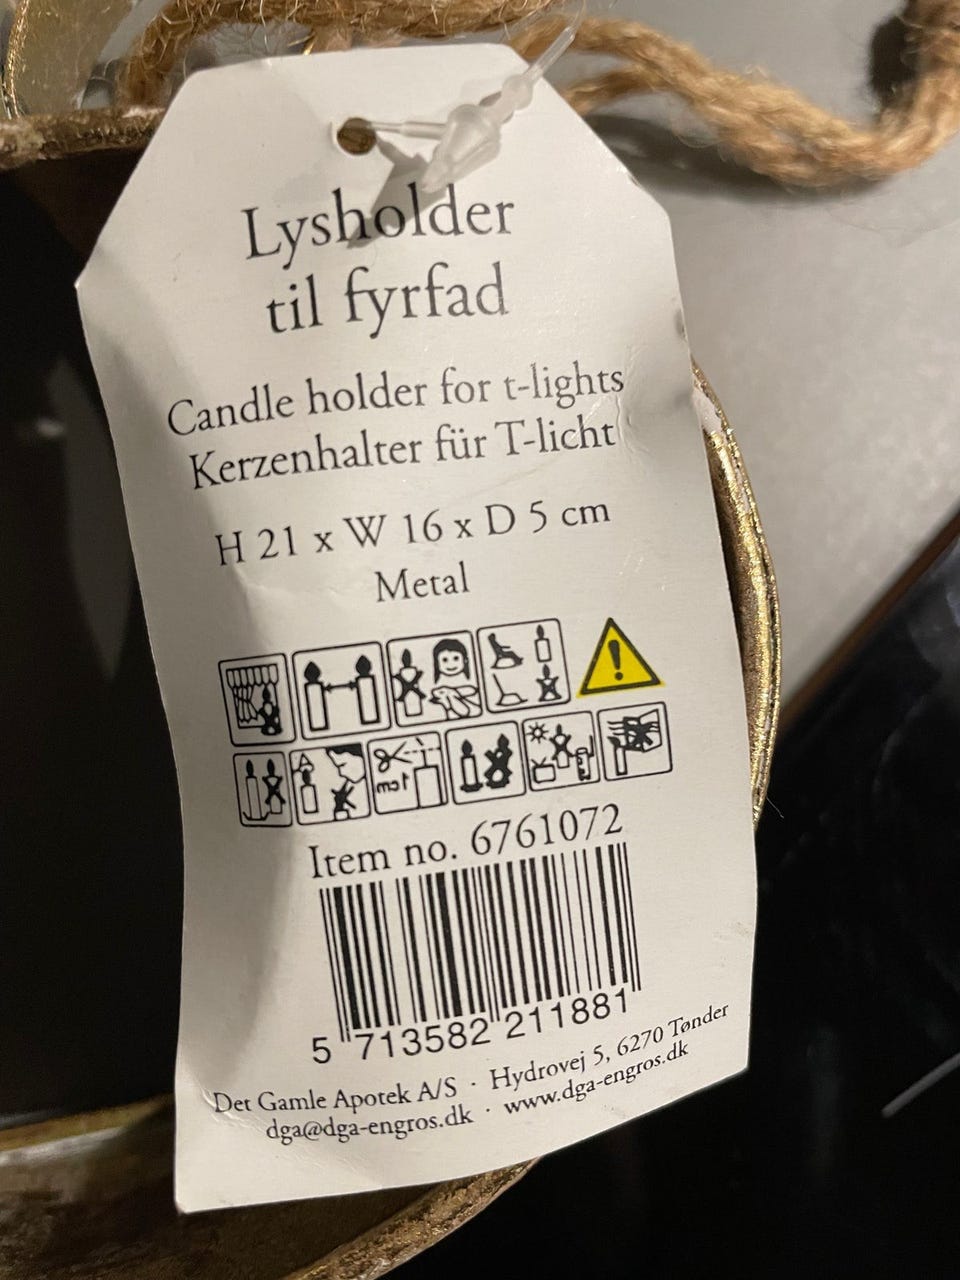 Lysholder
til fyrfad
Candle holder for t-lights
Kerzenhalter für T-licht
H 21 x W 16 x D 5 cm
Metal
1cm
Item no. 6761072
5 713582 211881
Det Gamle Apotek A/S · Hydrovej 5, 6270 Tønder
dga@dga-engros.dk · www.dga-engros.dk